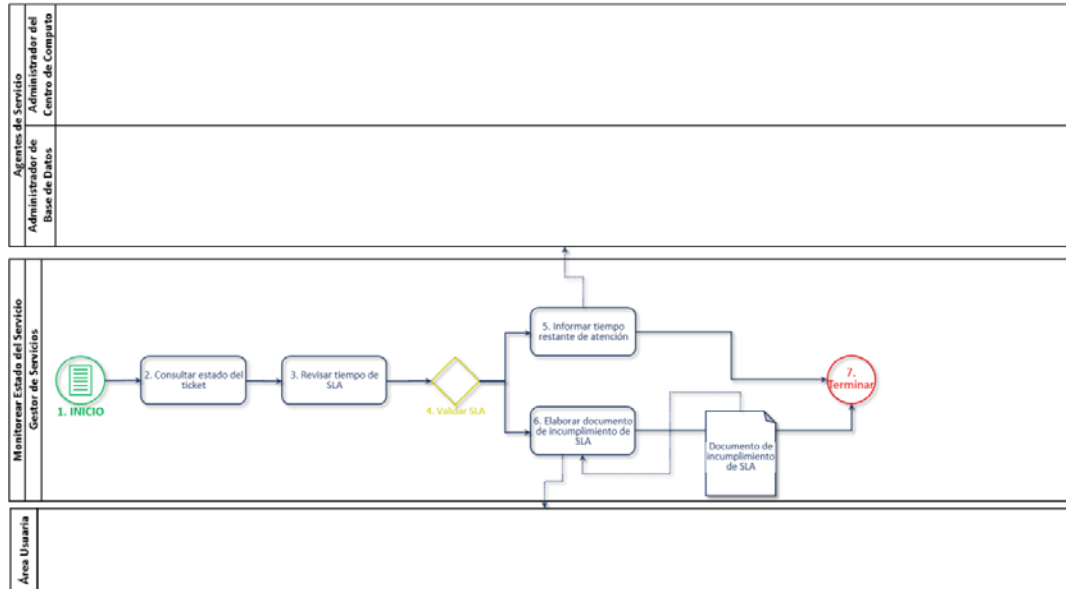 Agentes de Servicio
Administrador del
Centro de Computo
Administrador de
Base de Datos
Monitorear Estado del Servicio
Gestor de Servicios
1. INICIO
2. Consultar estado del
ticket
3. Revisar tiempo de
SLA
4. Validar SLA
5. Informar tiempo
restante de atención
6. Elaborar documento
de incumplimiento de
SLA
Documento de
incumplimiento
de SLA
7.
Terminar
Área Usuaria